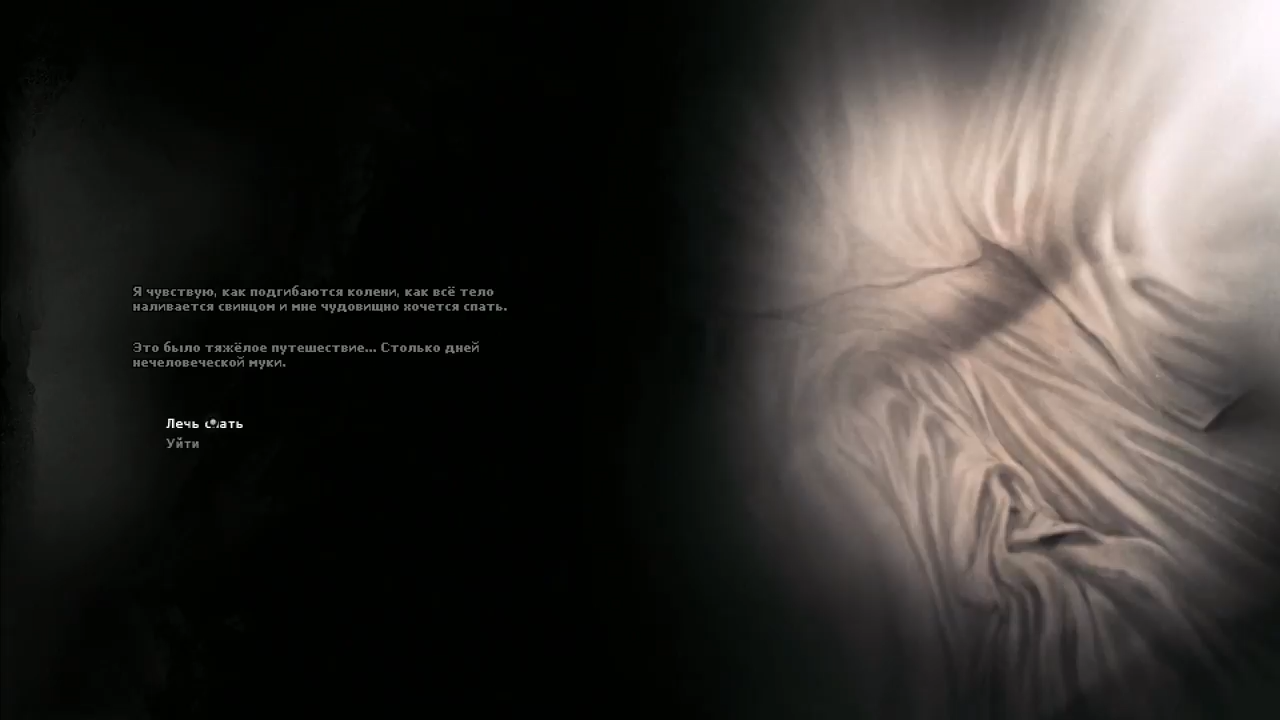 Я чувствую, как подгибаются колени, как всё тело
наливается свинцом и мне чудовищно хочется спать.
Это было тяжёлое путешествие... Столько дней
нечеловеческой муки.
Лечь спать
Уйти